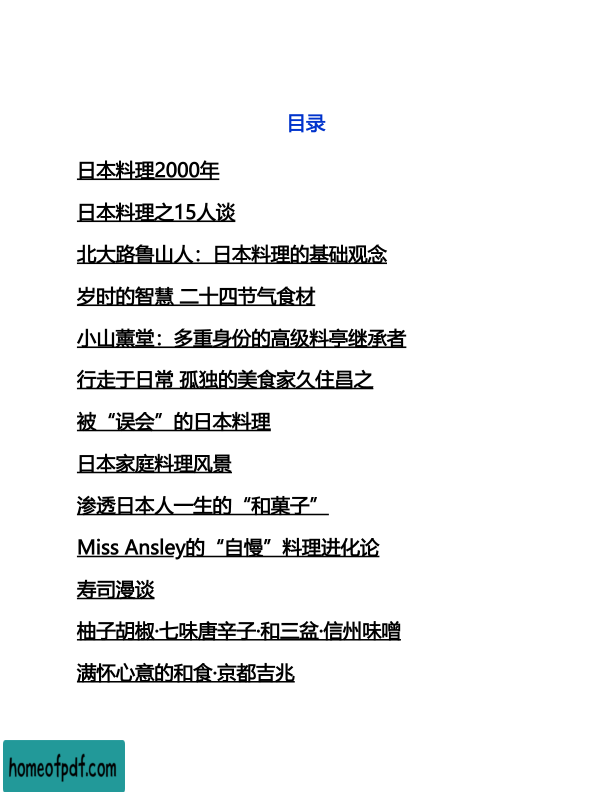 目录
日本料理2000年
日本料理之15人谈
北大路鲁山人：日本料理的基础观念
岁时的智慧 二十四节气食材
小山薰堂：多重身份的高级料亭继承者
行走于日常 孤独的美食家久住昌之
被“误会”的日本料理
日本家庭料理风景
渗透日本人一生的“和菓子”
Miss Ansley的“自慢”料理进化论
寿司漫谈
柚子胡椒·七味唐辛子·和三盆·信州味噌
满怀心意的和食·京都吉兆
homeofpdf.com